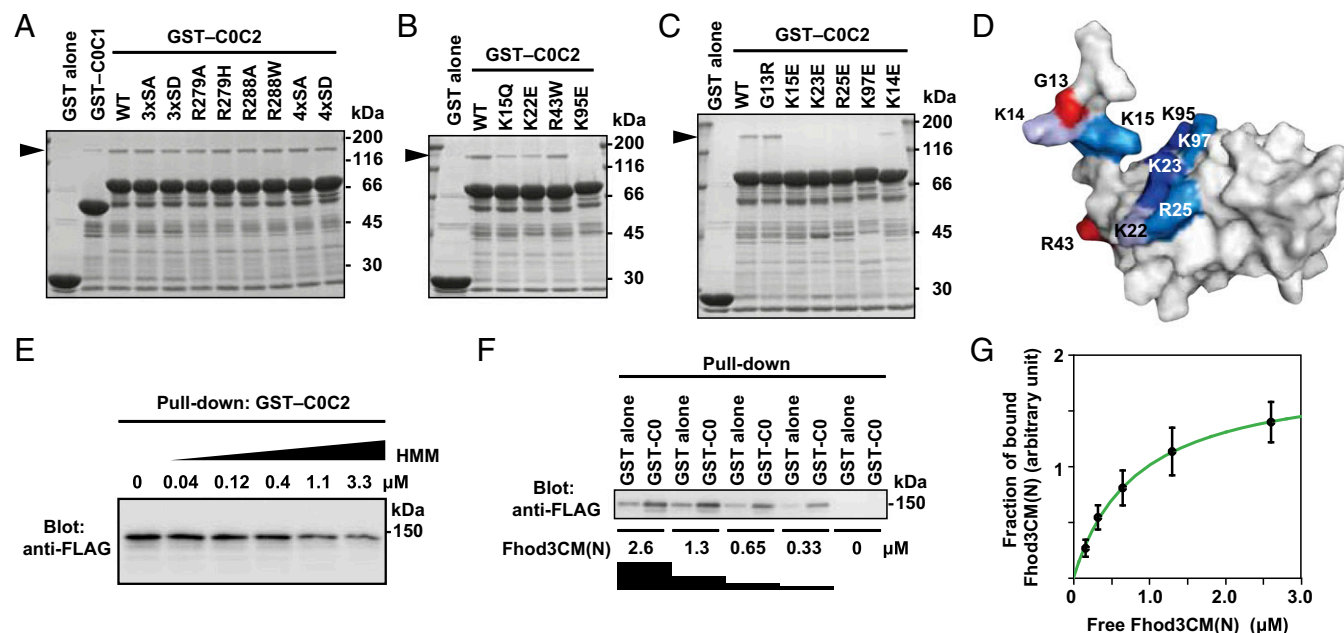 A
GST–C0C2
GST alone
GST–C0C1
WT
3xSA
3xSD
R279A
R279H
R288A
R288W
4xSA
4xSD
kDa
200
116
66
45
30
B
GST–C0C2
GST alone
WT
K15Q
K22E
R43W
K95E
kDa
200
116
66
45
30
C
GST–C0C2
GST alone
WT
G13R
K15E
K23E
R25E
K97E
K14E
kDa
200
116
66
45
30
D
G13
K14
K15
K95
K97
K23
R25
K22
R43
E
Pull-down: GST–C0C2
HMM
0 0.04 0.12 0.4 1.1 3.3 μM
kDa
150
Blot:
anti-FLAG
F
Pull-down
GST alone
GST-C0
GST alone
GST-C0
GST alone
GST-C0
GST alone
GST-C0
GST alone
GST-C0
kDa
150
Blot:
anti-FLAG
Fhod3CM(N) 2.6 1.3 0.65 0.33 0 μM
G
Fraction of bound
Fhod3CM(N) (arbitrary unit)
2
1
0 1.0 2.0 3.0
Free Fhod3CM(N) (μM)